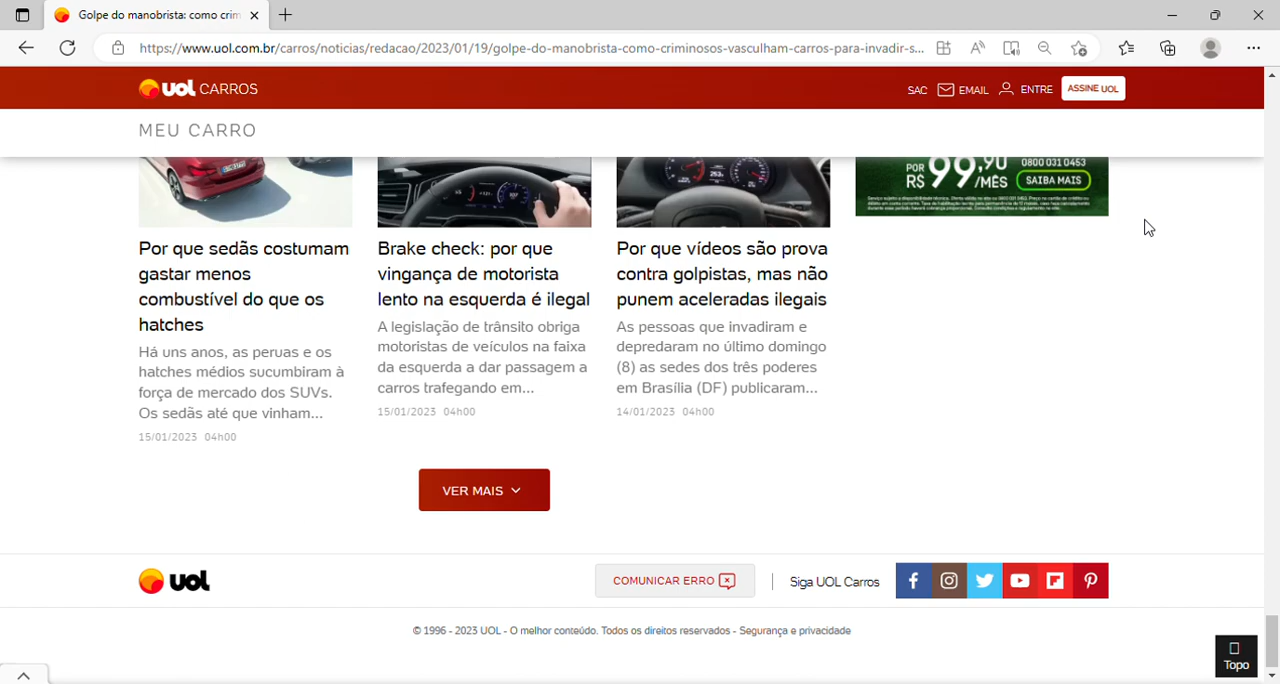 Golpe do manobrista: como crim
https://www.uol.com.br/carros/noticias/redacao/2023/01/19/golpe-do-manobrista-como-criminosos-vasculham-carros-para-invadir-s...
uol CARROS
SAC EMAIL ENTRE ASSINE UOL
MEU CARRO
POR R$ 99,90 /MÊS
0800 031 0453
SAIBA MAIS
Por que sedãs costumam
gastar menos
combustível do que os
hatches
Há uns anos, as peruas e os
hatches médios sucumbiram à
força de mercado dos SUVs.
Os sedãs até que vinham...
15/01/2023 04h00
Brake check: por que
vingança de motorista
lento na esquerda é ilegal
A legislação de trânsito obriga
motoristas de veículos na faixa
da esquerda a dar passagem a
carros trafegando em...
15/01/2023 04h00
Por que vídeos são prova
contra golpistas, mas não
punem aceleradas ilegais
As pessoas que invadiram e
depredaram no último domingo
(8) as sedes dos três poderes
em Brasília (DF) publicaram...
14/01/2023 04h00
VER MAIS
uol
COMUNICAR ERRO
Siga UOL Carros
© 1996 - 2023 UOL - O melhor conteúdo. Todos os direitos reservados - Segurança e privacidade
Topo